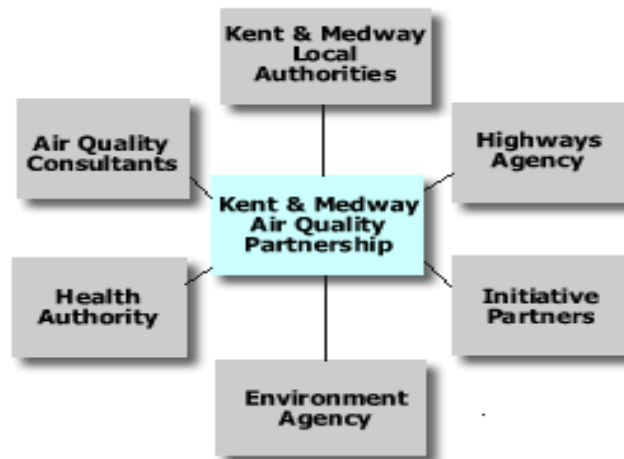 Kent & Medway
Local
Authorities
Air Quality
Consultants
Highways
Agency
Kent & Medway
Air Quality
Partnership
Health
Authority
Initiative
Partners
Environment
Agency